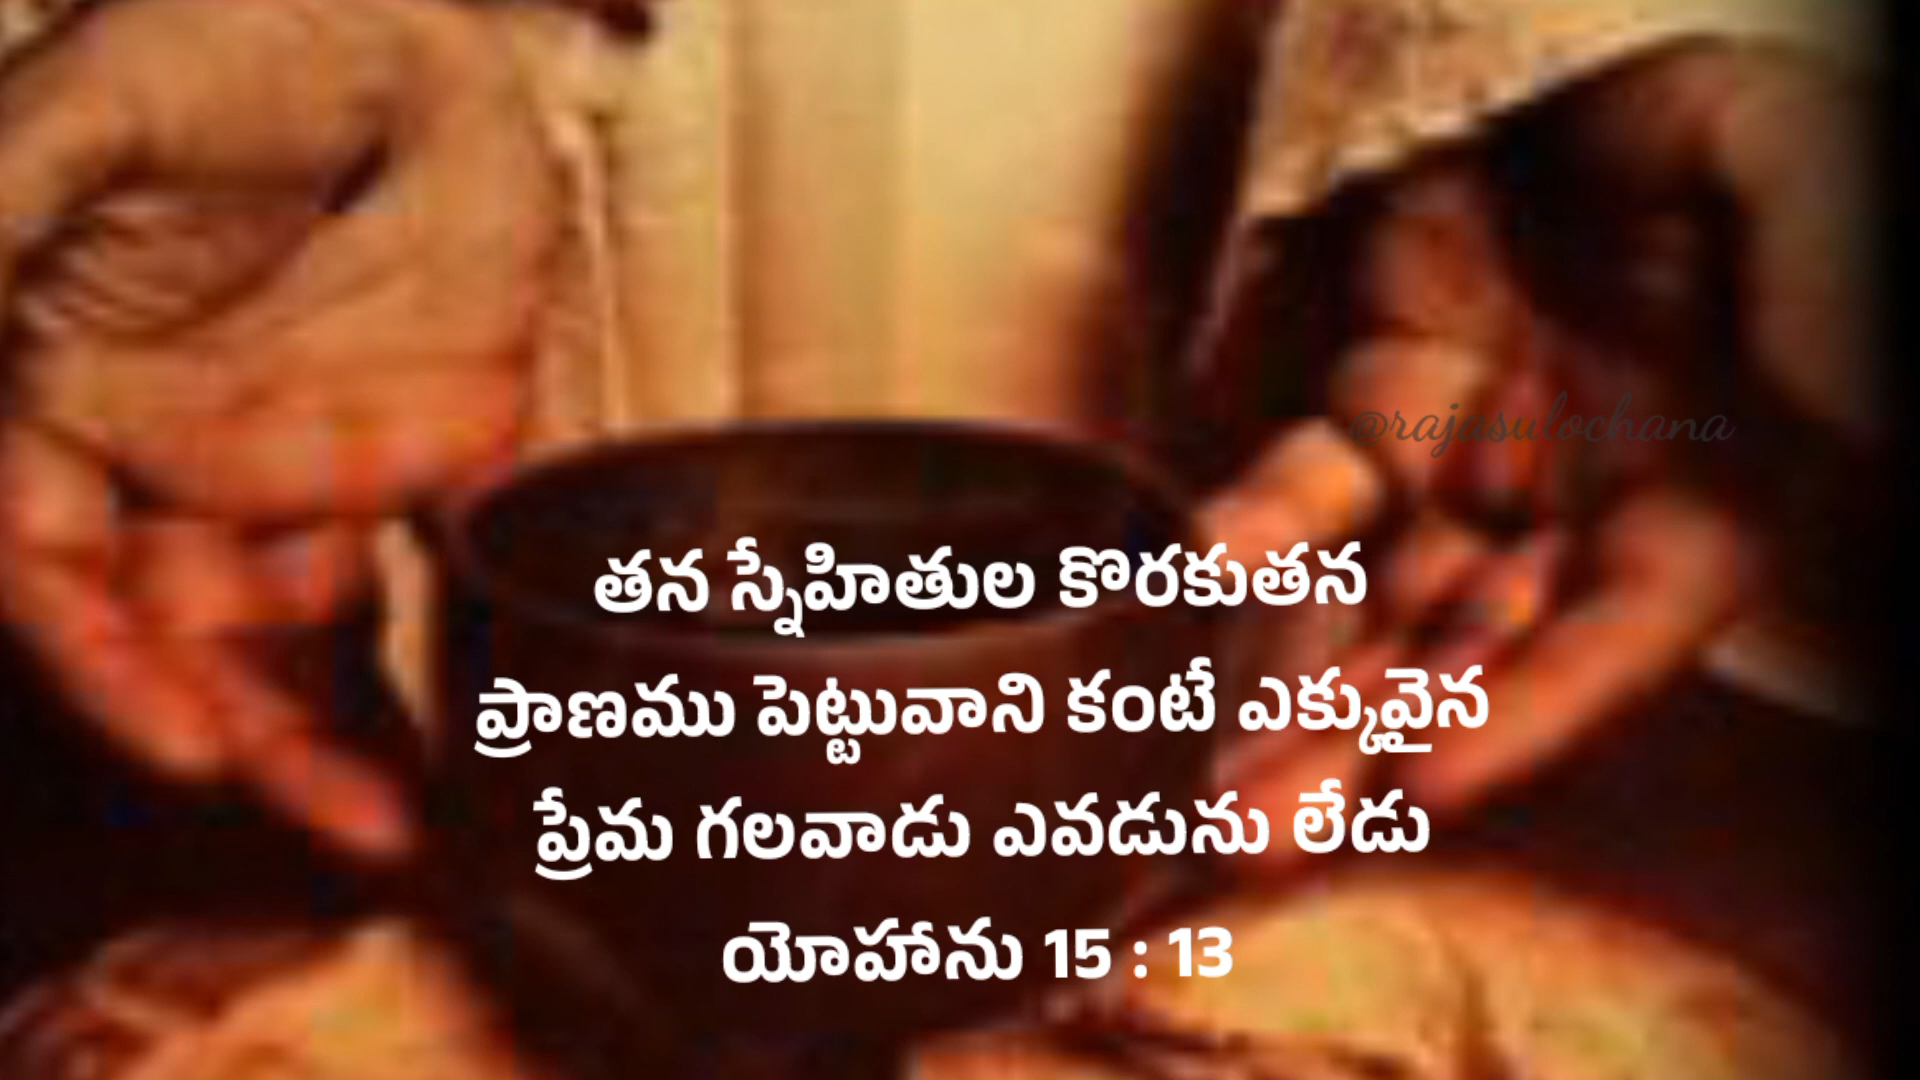 @rajasulochana
తన స్నేహితుల కొరకుతన
ప్రాణము పెట్టువాని కంటే ఎక్కువైన
ప్రేమ గలవాడు ఎవడును లేడు
యోహాను 15 : 13